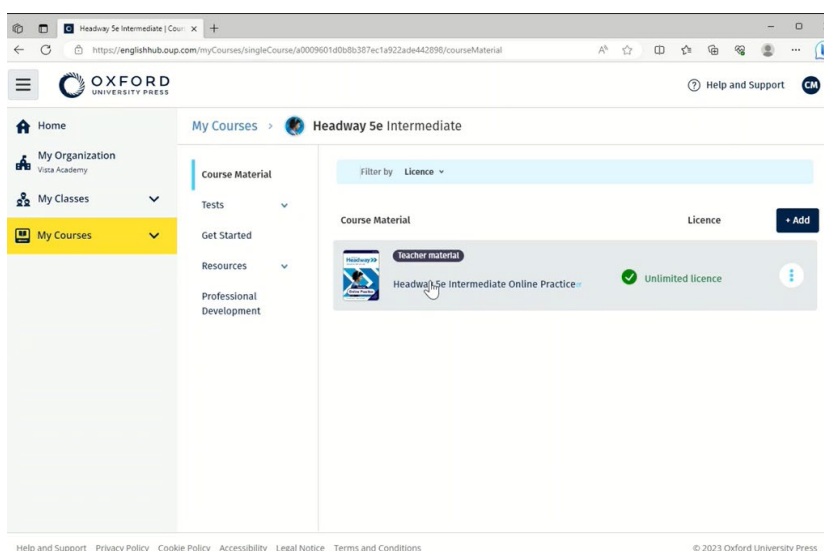 Headway 5e Intermediate | Cour
https://englishhub.oup.com/myCourses/singleCourse/a0009601d0b8b387ec1a922ade442898/courseMaterial
OXFORD
UNIVERSITY PRESS
Help and Support
CM
Home
My Organization
Vista Academy
My Classes
My Courses
My Courses > Headway 5e Intermediate
Course Material
Tests
Get Started
Resources
Professional
Development
Filter by Licence
Course Material Licence + Add
Headway
Online Practice
Teacher material
Headway 5e Intermediate Online Practice
Unlimited licence
Help and Support Privacy Policy Cookie Policy Accessibility Legal Notice Terms and Conditions © 2023 Oxford University Press